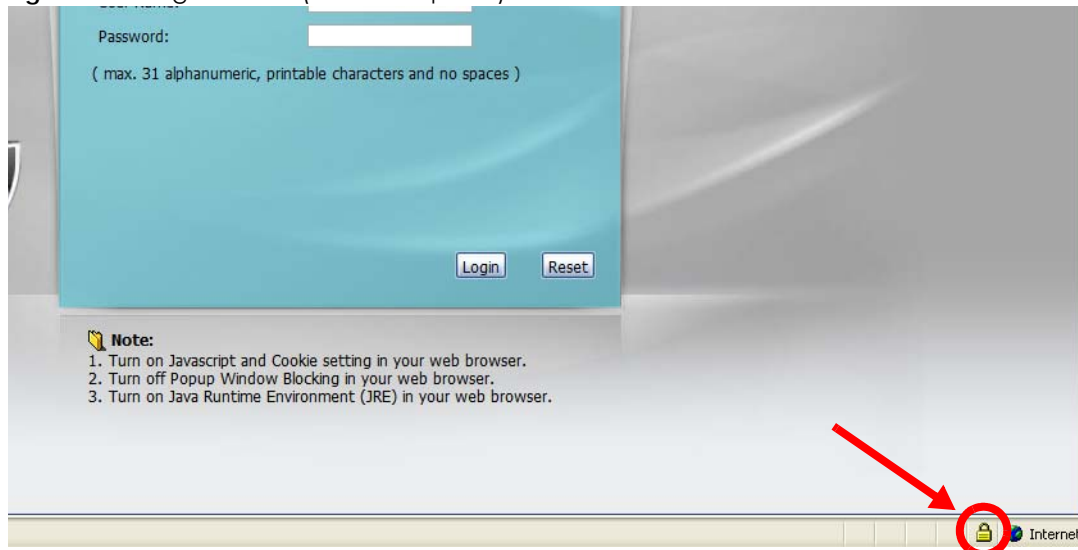 Password:
( max. 31 alphanumeric, printable characters and no spaces )
Login Reset
Note:
1. Turn on Javascript and Cookie setting in your web browser.
2. Turn off Popup Window Blocking in your web browser.
3. Turn on Java Runtime Environment (JRE) in your web browser.
Internet